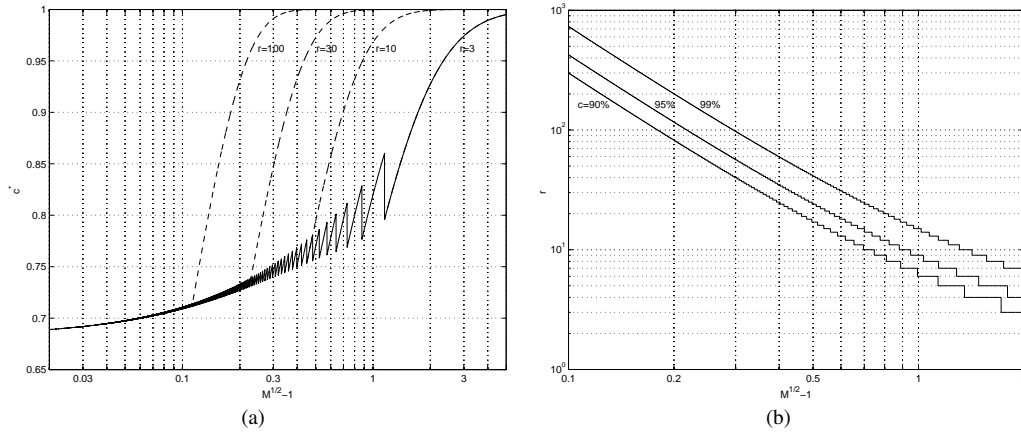 1
0.95
0.9
0.85
0.8
0.75
0.7
0.65
c*
r=100
r=30
r=10
r=3
0.03
0.1
0.3
1
3
M^{1/2}−1
(a)
10^3
10^2
10^1
10^0
r
c=90%
95%
99%
0.1
0.2
0.5
1
M^{1/2}−1
(b)